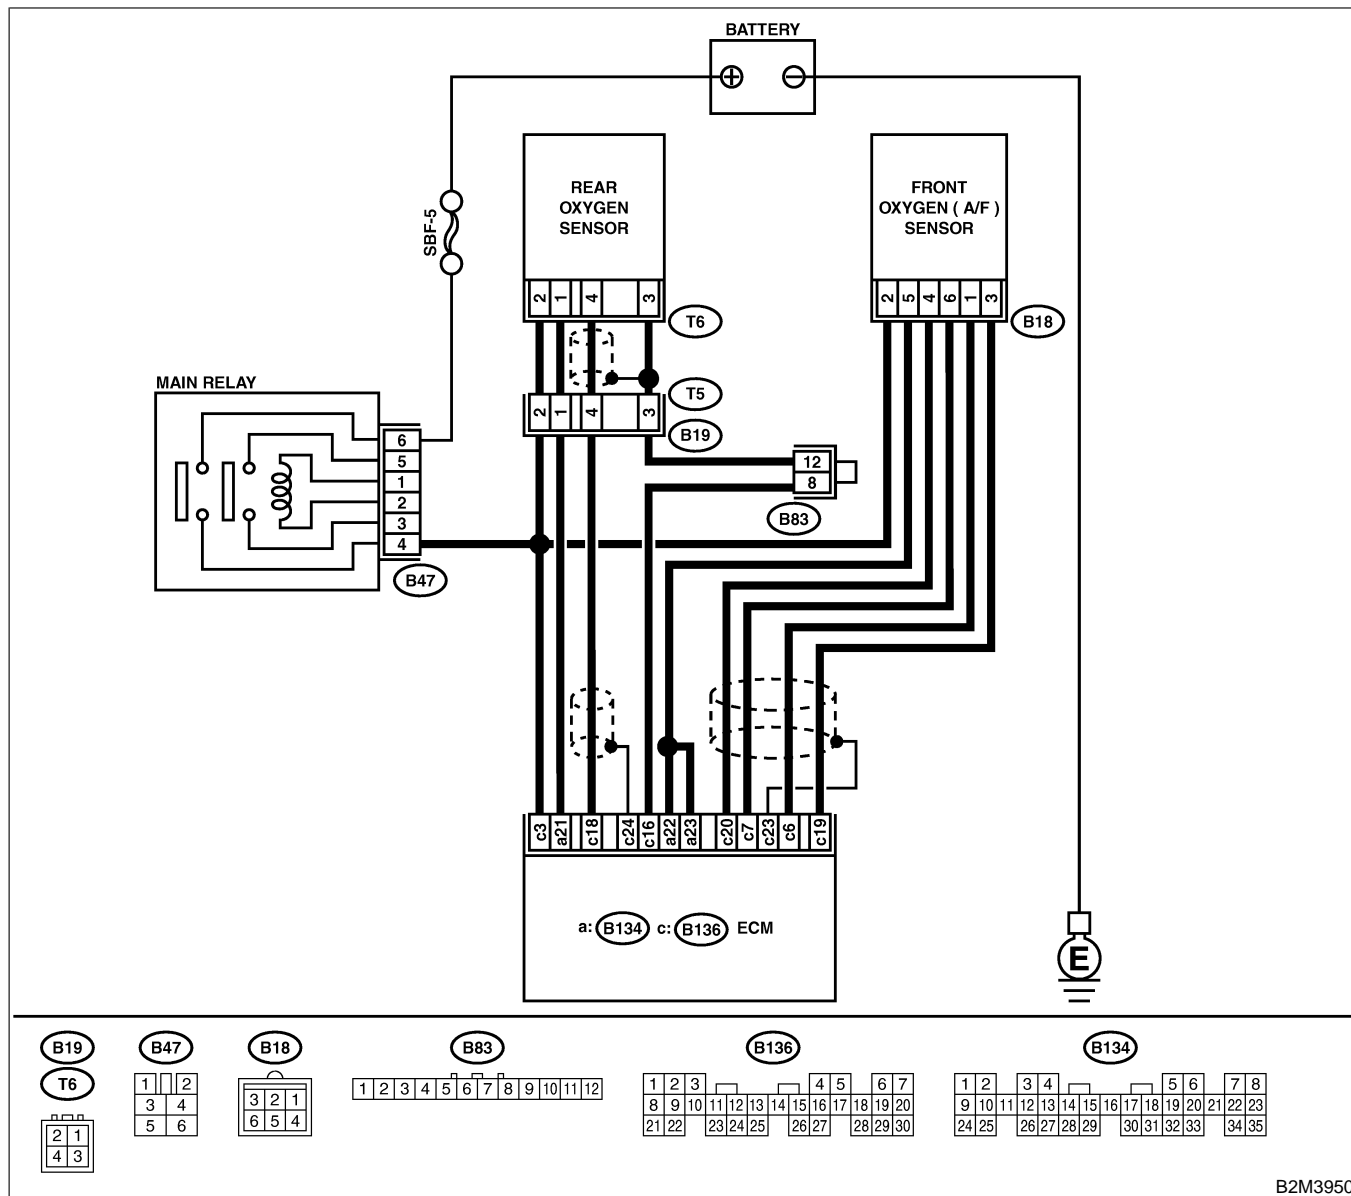 BATTERY
REAR
OXYGEN
SENSOR
FRONT
OXYGEN ( A/F )
SENSOR
SBF-5
2 1 4 3
T6
2 5 4 6 1 3
B18
MAIN RELAY
T5
2 1 4 3
B19
6
5
1
2
3
4
B47
12
8
B83
c3 a21 c18 c24 c16 a22 a23 c20 c7 c23 c6 c19
a: B134 c: B136 ECM
E
B19
T6
2 1
4 3
B47
1 2
3 4
5 6
B18
3 2 1
6 5 4
B83
1 2 3 4 5 6 7 8 9 10 11 12
B136
1 2 3 4 5 6 7
8 9 10 11 12 13 14 15 16 17 18 19 20
21 22 23 24 25 26 27 28 29 30
B134
1 2 3 4 5 6 7 8
9 10 11 12 13 14 15 16 17 18 19 20 21 22 23
24 25 26 27 28 29 30 31 32 33 34 35
B2M3950